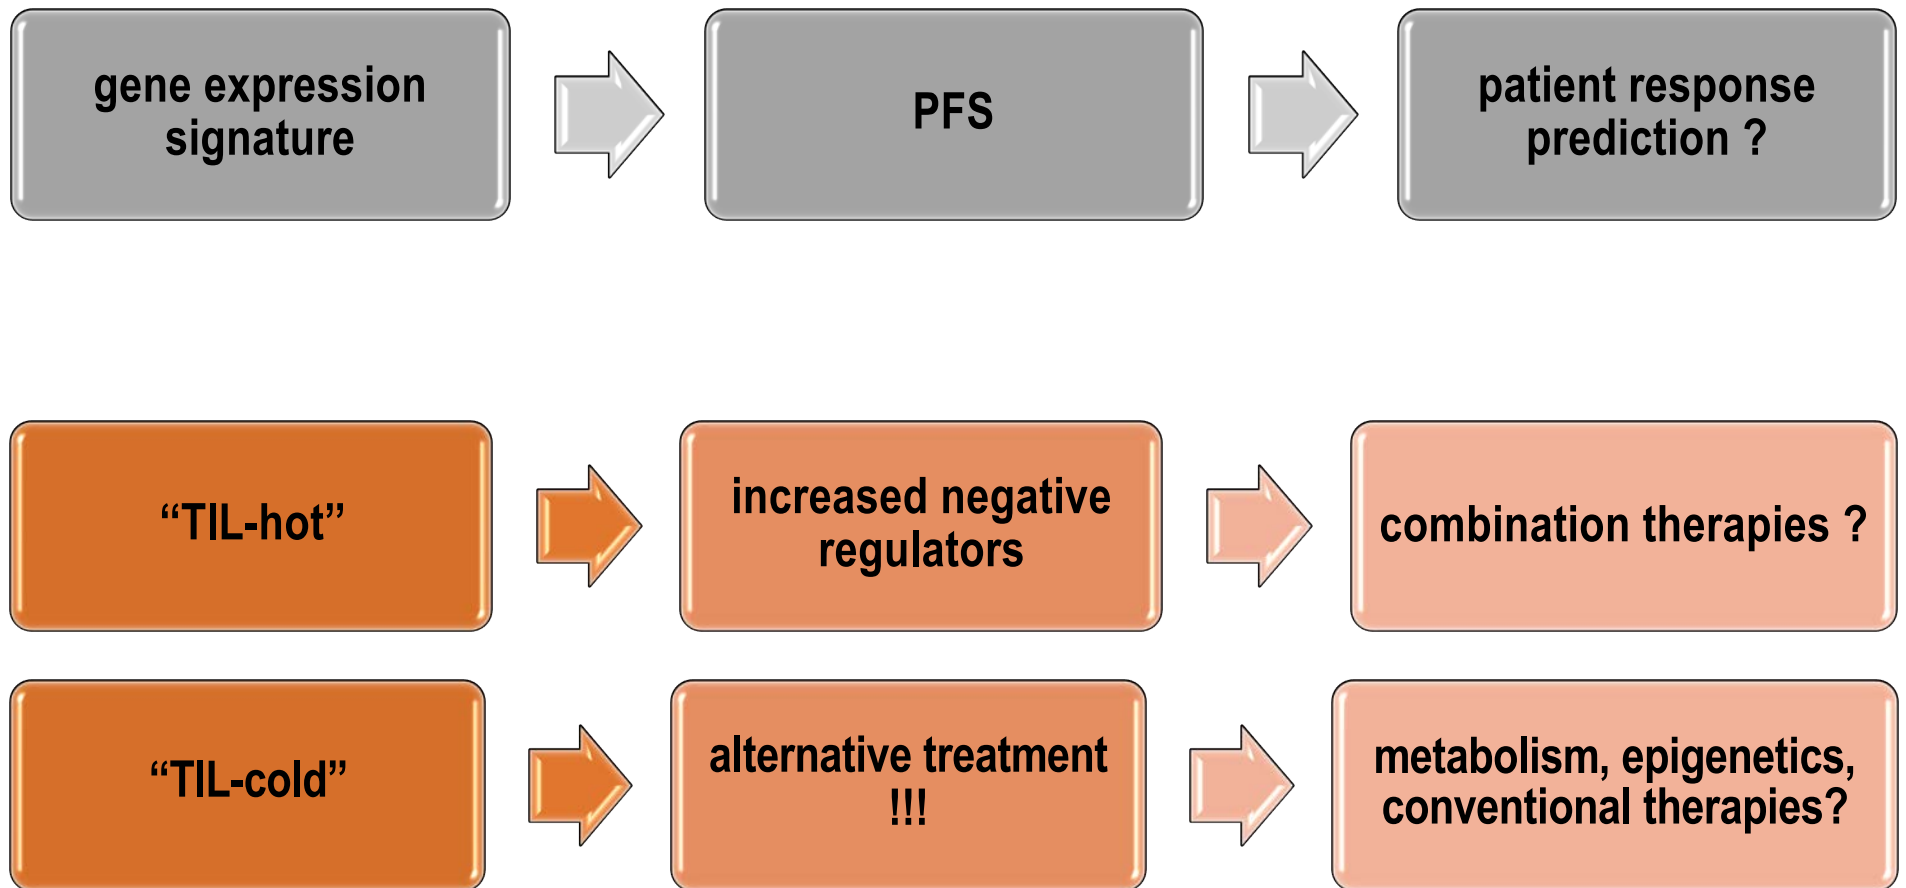 gene expression
signature
PFS
patient response
prediction ?
“TIL-hot”
increased negative
regulators
combination therapies ?
“TIL-cold”
alternative treatment
!!!
metabolism, epigenetics,
conventional therapies?